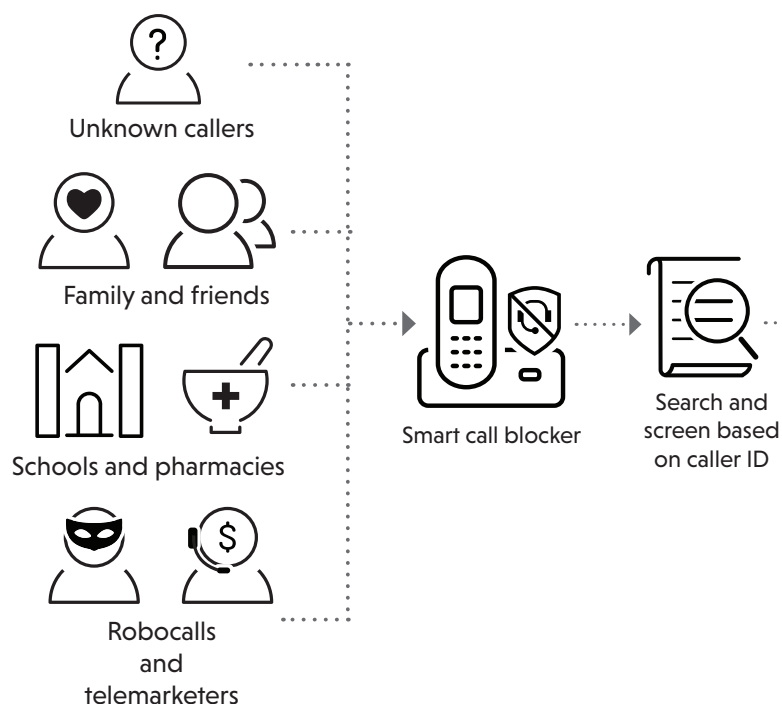 ?
Unknown callers
Family and friends
Schools and pharmacies
$
Robocalls
and
telemarketers
Smart call blocker
Search and
screen based
on caller ID